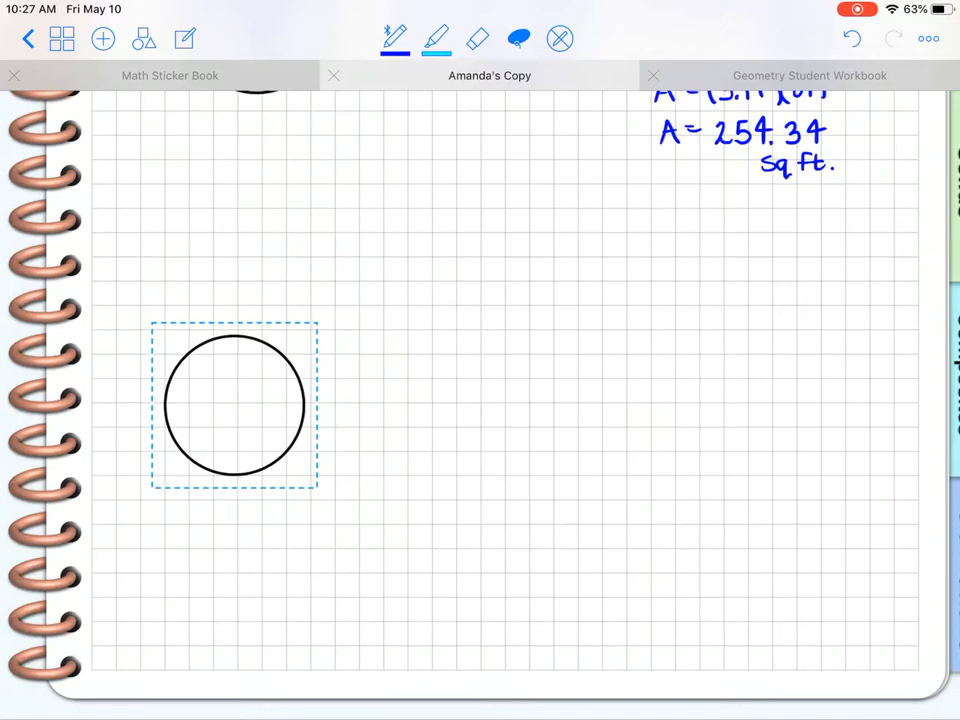 10:27 AM Fri May 10
63%
Math Sticker Book
Amanda's Copy
Geometry Student Workbook
A = 254.34
sq ft.